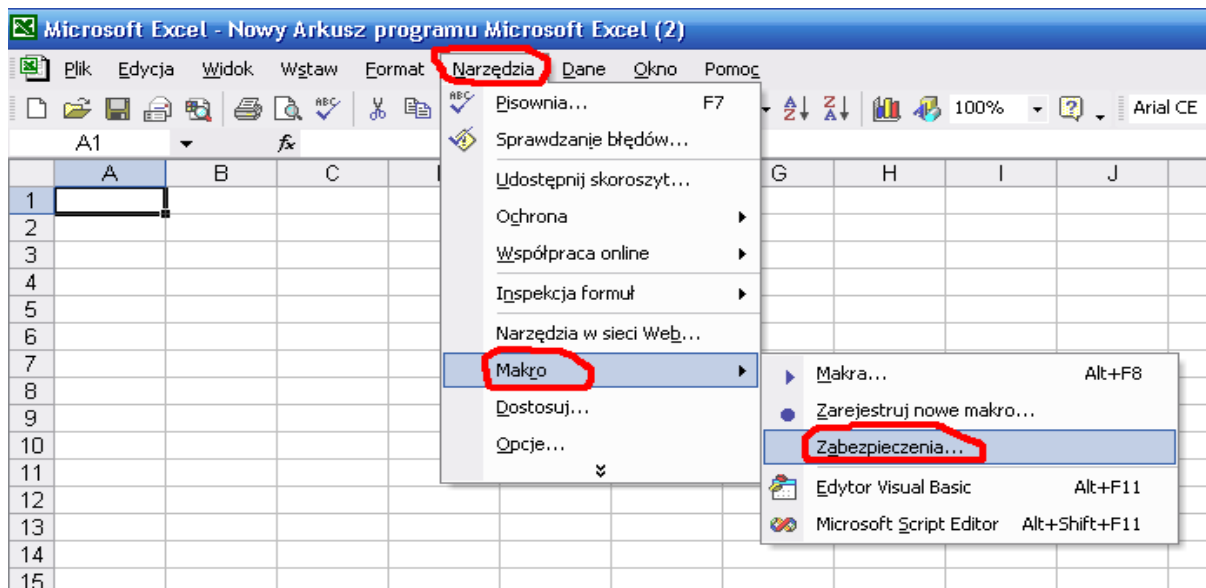 Microsoft Excel - Nowy Arkusz programu Microsoft Excel (2)
Plik Edycja Widok Wstaw Format Narzędzia Dane Okno Pomoc
ABC 100% Arial CE
A1 fx
A B C G H I J
1
2
3
4
5
6
7
8
9
10
11
12
13
14
15
ABC Pisownia... F7
Sprawdzanie błędów...
Udostępnij skoroszyt...
Ochrona
Współpraca online
Inspekcja formuł
Narzędzia w sieci Web...
Makro
Dostosuj...
Opcje...
Makra... Alt+F8
Zarejestruj nowe makro...
Zabezpieczenia...
Edytor Visual Basic Alt+F11
Microsoft Script Editor Alt+Shift+F11